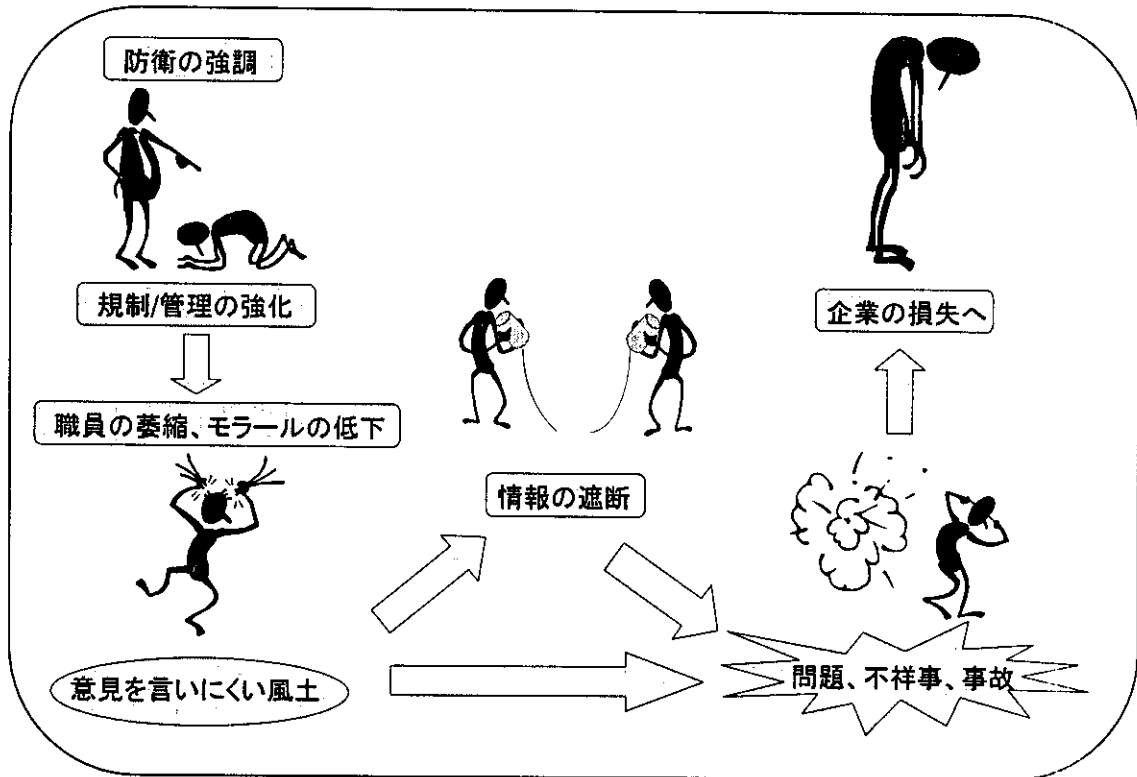 防衛の強調
規制/管理の強化
職員の萎縮、モラールの低下
意見を言いにくい風土
情報の遮断
問題、不祥事、事故
企業の損失へ